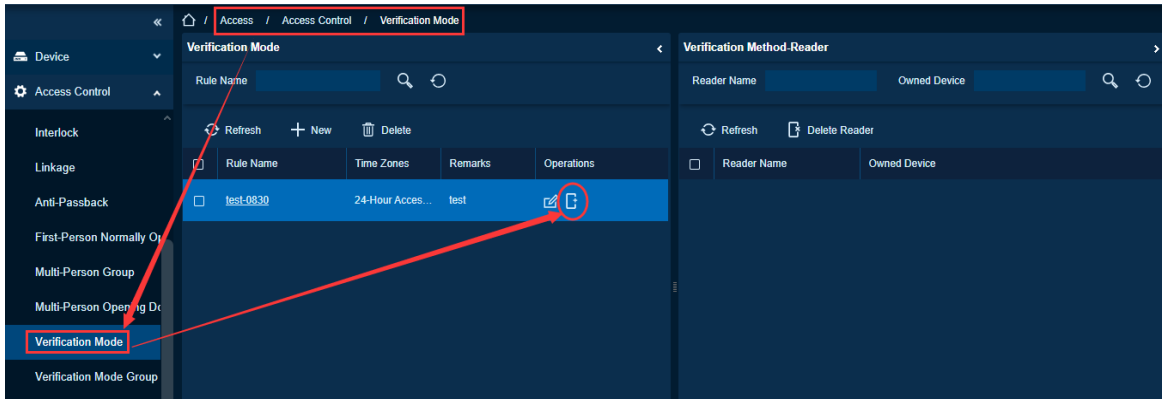 « / Access / Access Control / Verification Mode
Device
Access Control
Interlock
Linkage
Anti-Passback
First-Person Normally Op
Multi-Person Group
Multi-Person Opening Do
Verification Mode
Verification Mode Group
Verification Mode <
Rule Name
Refresh New Delete
Rule Name Time Zones Remarks Operations
test-0830 24-Hour Acces... test
Verification Method-Reader >
Reader Name Owned Device
Refresh Delete Reader
Reader Name Owned Device